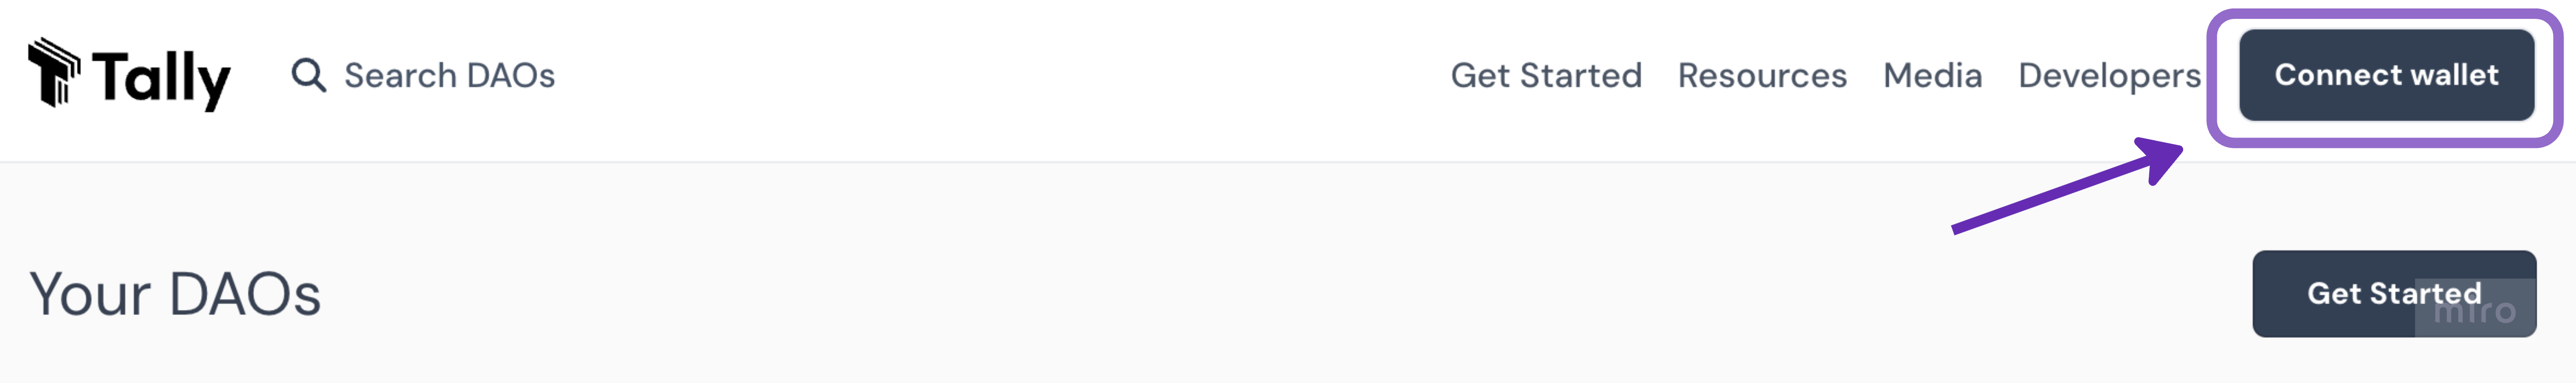 Tally Search DAOs Get Started Resources Media Developers Connect wallet
Your DAOs Get Started
miro